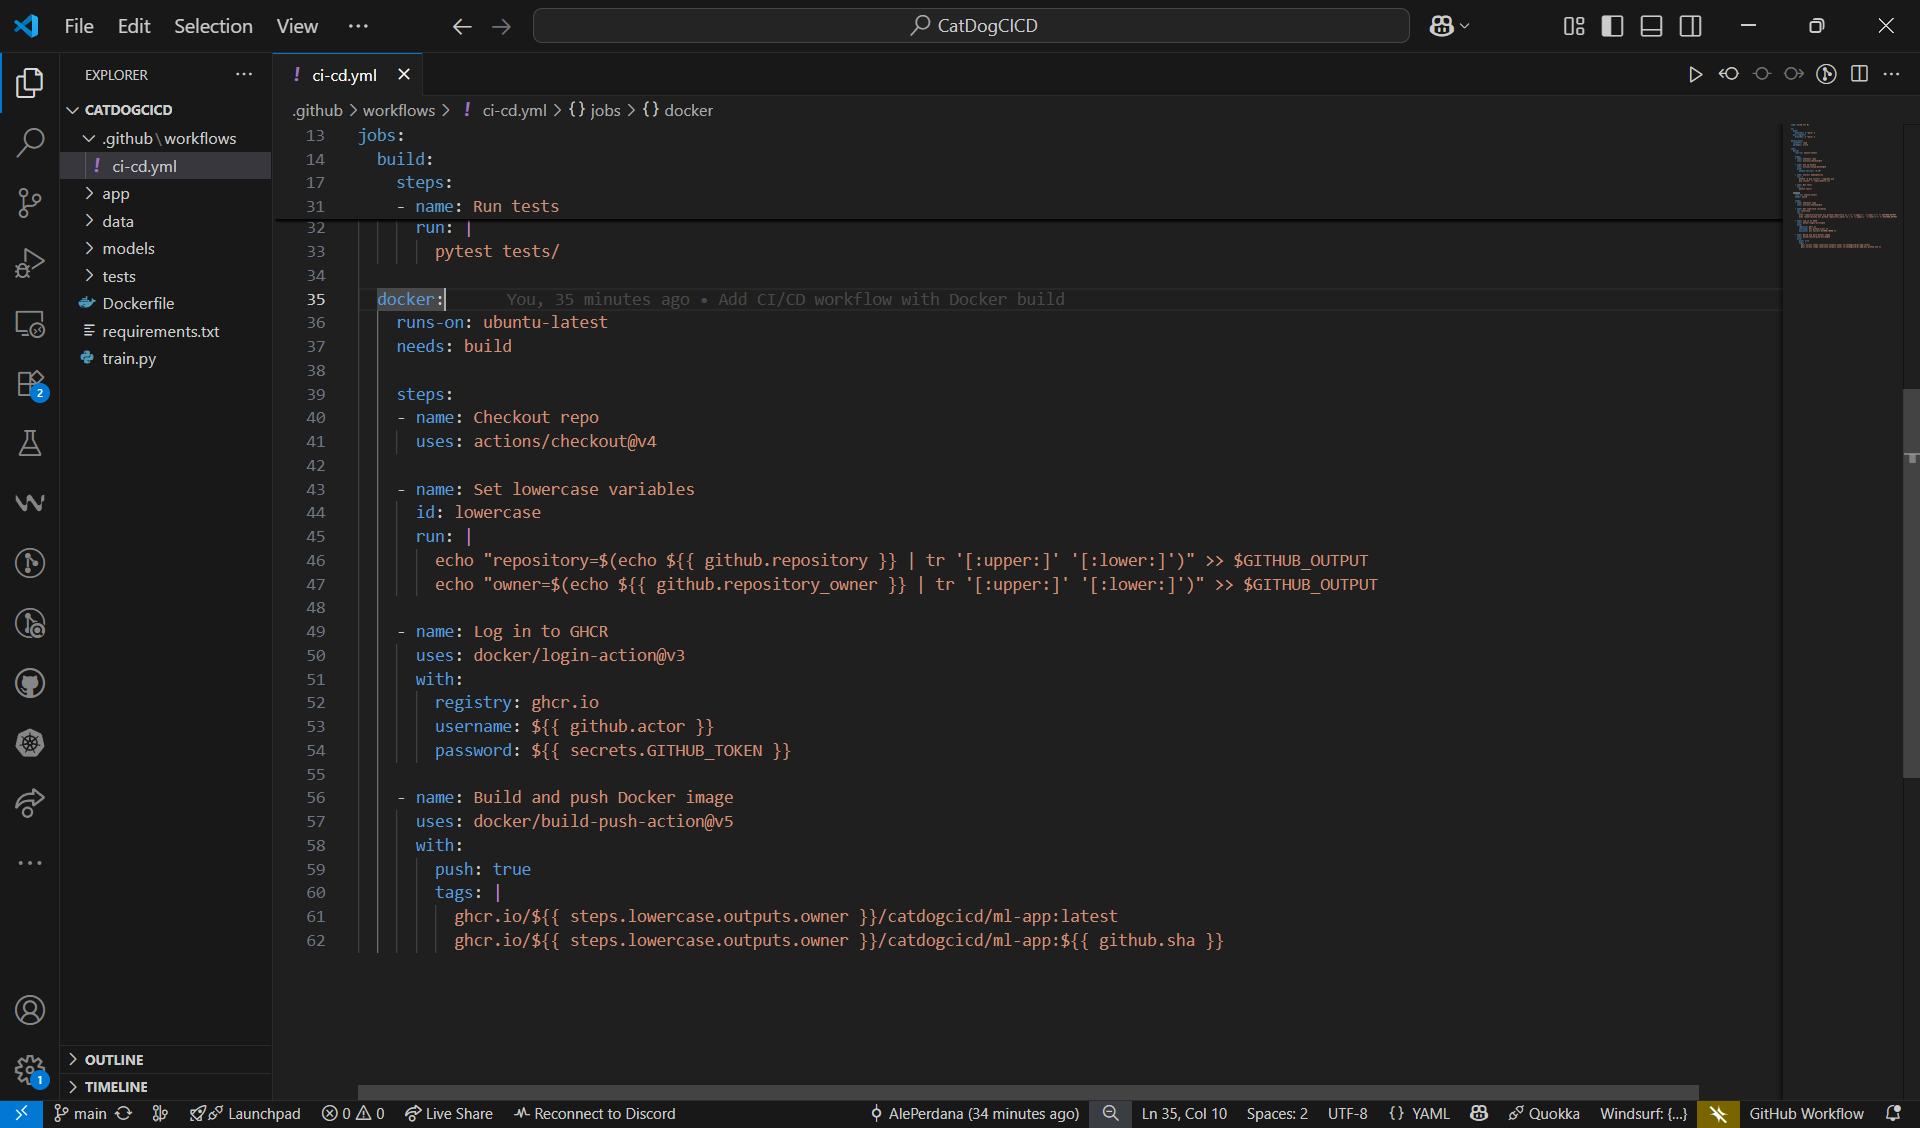 File Edit Selection View ···
CatDogCICD
EXPLORER
CATDOGCICD
.github\workflows
! ci-cd.yml
app
data
models
tests
Dockerfile
requirements.txt
train.py
OUTLINE
TIMELINE
2
1
! ci-cd.yml
.github > workflows > ! ci-cd.yml > {} jobs > {} docker
13 jobs:
14   build:
17     steps:
31     - name: Run tests
32       run: |
33         pytest tests/
34
35   docker: You, 35 minutes ago • Add CI/CD workflow with Docker build
36     runs-on: ubuntu-latest
37     needs: build
38
39     steps:
40     - name: Checkout repo
41       uses: actions/checkout@v4
42
43     - name: Set lowercase variables
44       id: lowercase
45       run: |
46         echo "repository=$(echo ${{ github.repository }} | tr '[:upper:]' '[:lower:]')" >> $GITHUB_OUTPUT
47         echo "owner=$(echo ${{ github.repository_owner }} | tr '[:upper:]' '[:lower:]')" >> $GITHUB_OUTPUT
48
49     - name: Log in to GHCR
50       uses: docker/login-action@v3
51       with:
52         registry: ghcr.io
53         username: ${{ github.actor }}
54         password: ${{ secrets.GITHUB_TOKEN }}
55
56     - name: Build and push Docker image
57       uses: docker/build-push-action@v5
58       with:
59         push: true
60         tags: |
61           ghcr.io/${{ steps.lowercase.outputs.owner }}/catdogcicd/ml-app:latest
62           ghcr.io/${{ steps.lowercase.outputs.owner }}/catdogcicd/ml-app:${{ github.sha }}
main Launchpad 0 0 Live Share Reconnect to Discord AlePerdana (34 minutes ago) Ln 35, Col 10 Spaces: 2 UTF-8 {} YAML Quokka Windsurf: {...} GitHub Workflow